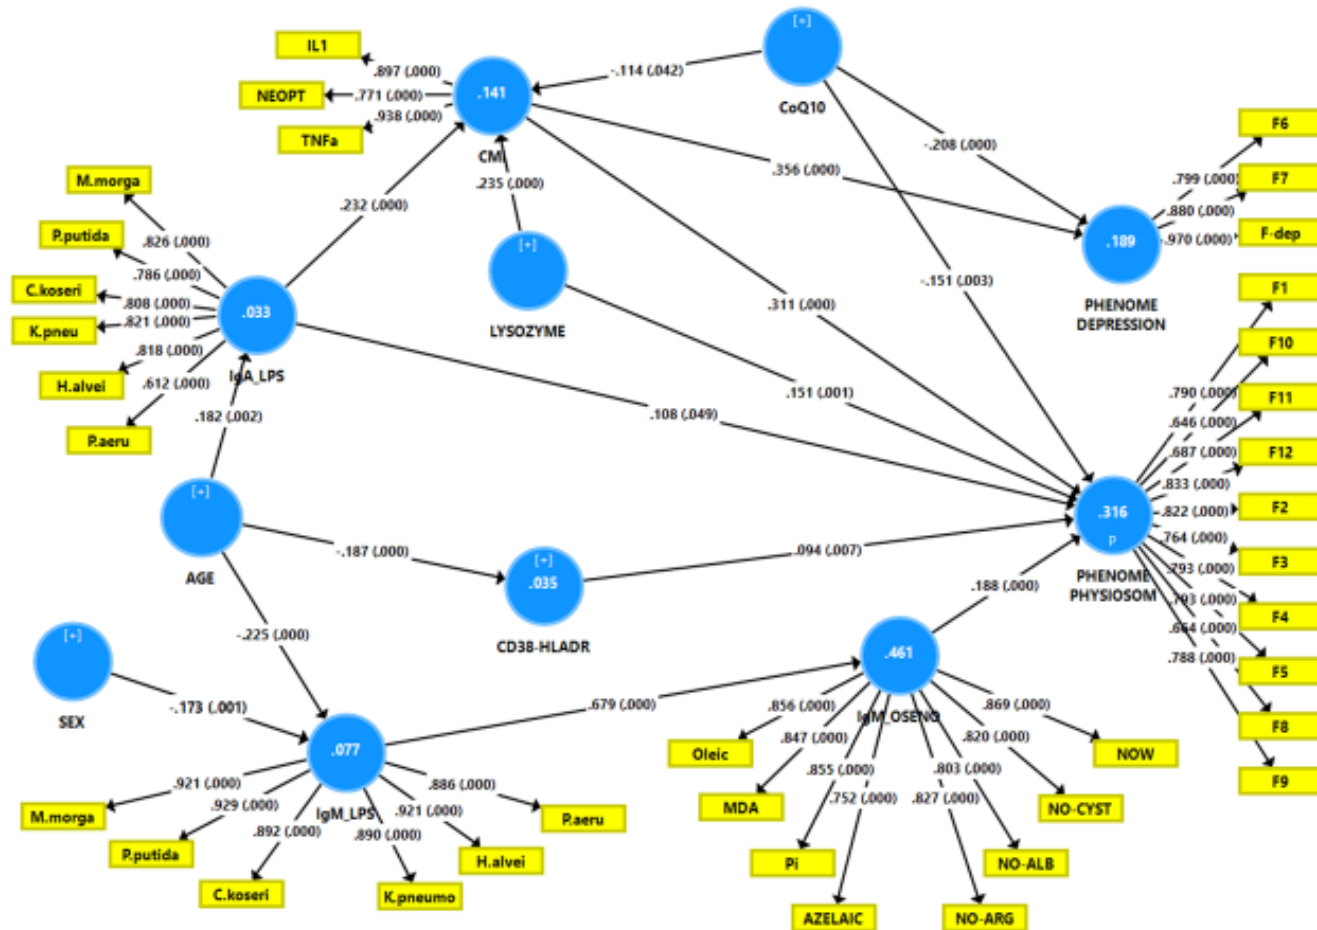 [+]
IL1
.897 (.000)
-.114 (.042)
NEOPT
.771 (.000)
.141
CoQ10
.938 (.000)
TNFa
F6
-.208 (.000)
CMI
.356 (.000)
.799 (.000)
F7
M.morga
.235 (.000)
.880 (.000)
.232 (.000)
-.970 (.000)
F-dep
P.putida
.826 (.000)
[+]
.189
.786 (.000)
-.151 (.003)
C.koseri
.808 (.000)
F1
K.pneu
.821 (.000)
.033
.311 (.000)
PHENOME
DEPRESSION
LYSOZYME
.818 (.000)
F10
H.alvei
IgA_LPS
.612 (.000)
.151 (.001)
.790 (.000)
F11
.182 (.002)
.108 (.049)
.646 (.000)
P.aeru
.687 (.000)
F12
.833 (.000)
[+]
.316
p
.822 (.000)
F2
.764 (.000)
-.187 (.000)
.094 (.007)
[+]
.035
.793 (.000)
F3
AGE
PHENOME
PHYSIOSOM
.188 (.000)
.793 (.000)
F4
.664 (.000)
[+]
-.225 (.000)
CD38-HLADR
.788 (.000)
.461
F5
SEX
-.173 (.001)
.679 (.000)
.856 (.000)
IgM_OSENO
.869 (.000)
F8
.847 (.000)
.820 (.000)
.077
Oleic
NOW
.921 (.000)
.886 (.000)
.855 (.000)
.803 (.000)
F9
M.morga
.929 (.000)
IgM_LPS
.921 (.000)
P.aeru
MDA
.752 (.000)
.827 (.000)
NO-CYST
.892 (.000)
.890 (.000)
P.putida
H.alvei
Pi
NO-ALB
C.koseri
K.pneumo
AZELAIC
NO-ARG